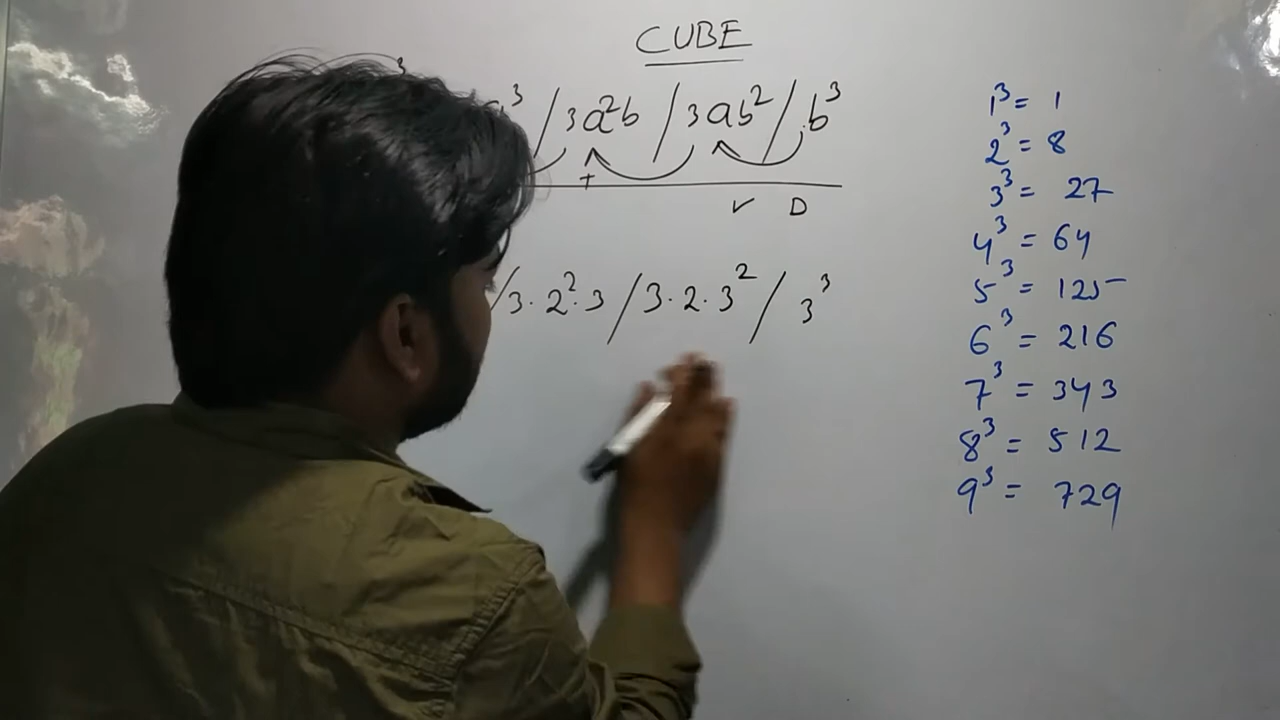 CUBE
3 / 3a²b / 3ab² / b³
+
✓ D
/ 3·2²·3 / 3·2·3² / 3³
1³ = 1
2³ = 8
3³ = 27
4³ = 64
5³ = 125
6³ = 216
7³ = 343
8³ = 512
9³ = 729